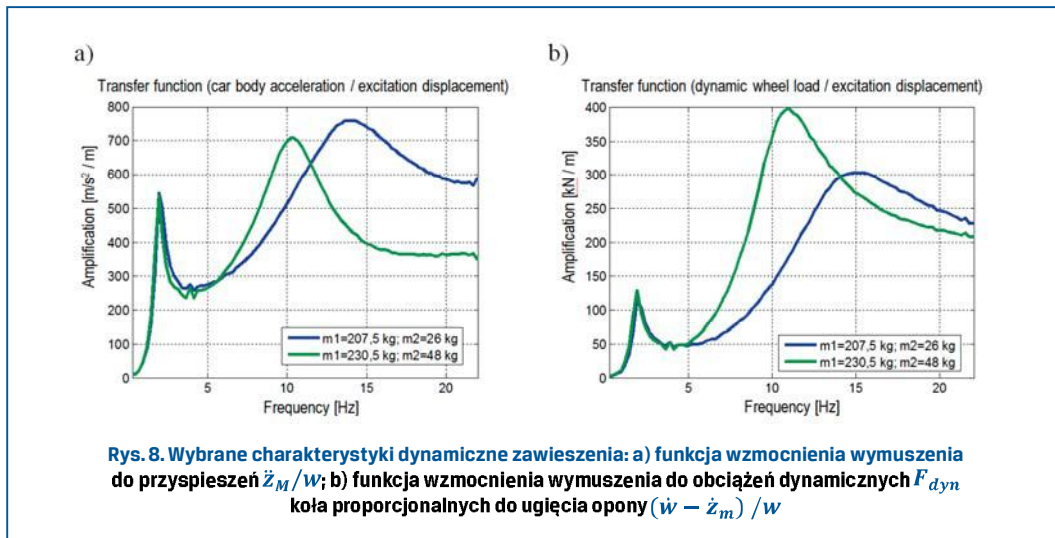 a)
Transfer function (car body acceleration / excitation displacement)
800
700
600
500
400
300
200
100
0
Amplification [m/s² / m]
5
10
15
20
Frequency [Hz]
m1=207,5 kg; m2=26 kg
m1=230,5 kg; m2=48 kg
b)
Transfer function (dynamic wheel load / excitation displacement)
400
350
300
250
200
150
100
50
0
Amplification [kN / m]
5
10
15
20
Frequency [Hz]
m1=207,5 kg; m2=26 kg
m1=230,5 kg; m2=48 kg
Rys. 8. Wybrane charakterystyki dynamiczne zawieszenia: a) funkcja wzmocnienia wymuszenia
do przyspieszeń z̈_M/w; b) funkcja wzmocnienia wymuszenia do obciążeń dynamicznych F_dyn
koła proporcjonalnych do ugięcia opony (ẇ − ż_m) /w